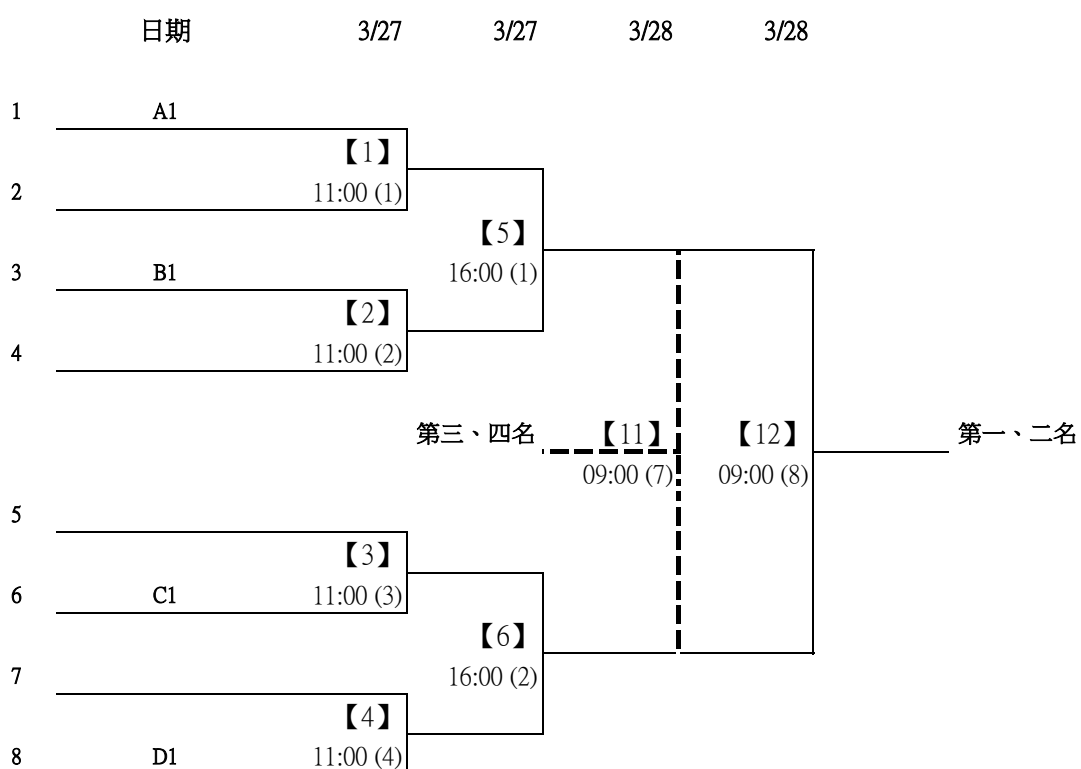 日期 3/27 3/27 3/28 3/28
1 A1
【1】
2 11:00 (1)
【5】
3 B1 16:00 (1)
【2】
4 11:00 (2)
第三、四名 【11】 【12】 第一、二名
09:00 (7) 09:00 (8)
5
【3】
6 C1 11:00 (3)
【6】
7 16:00 (2)
【4】
8 D1 11:00 (4)